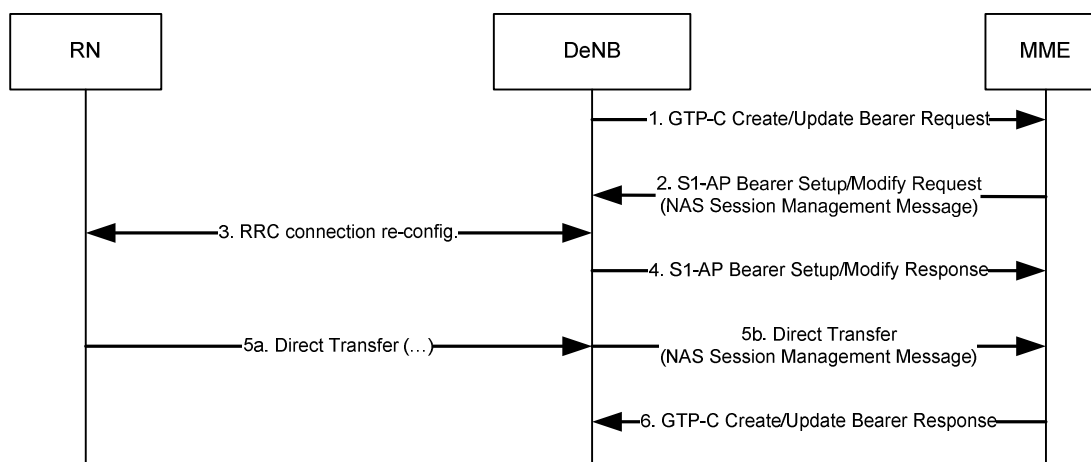 RN
DeNB
MME
1. GTP-C Create/Update Bearer Request
2. S1-AP Bearer Setup/Modify Request
(NAS Session Management Message)
3. RRC connection re-config.
4. S1-AP Bearer Setup/Modify Response
5a. Direct Transfer (…)
5b. Direct Transfer
(NAS Session Management Message)
6. GTP-C Create/Update Bearer Response